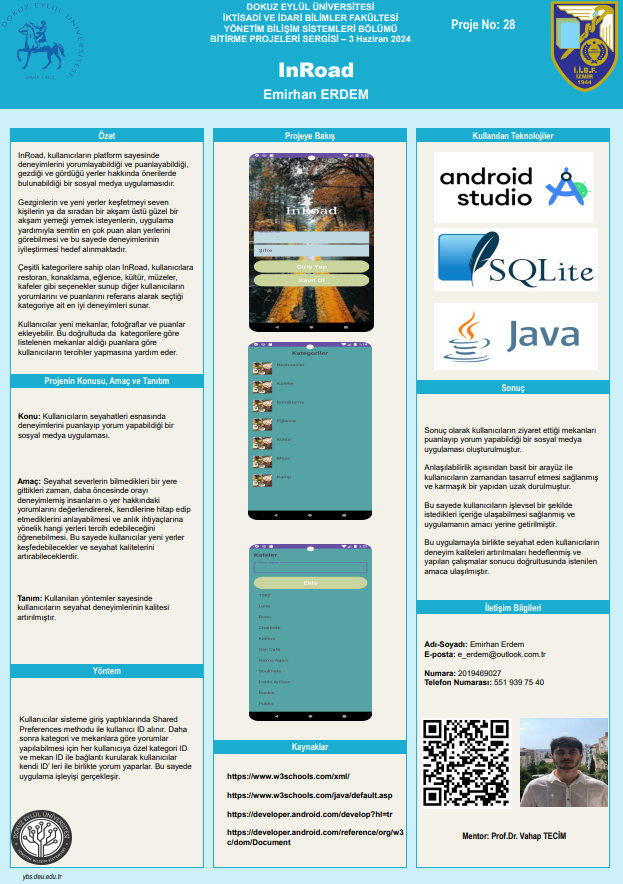 DOKUZ EYLÜL ÜNİVERSİTESİ
İKTİSADİ VE İDARİ BİLİMLER FAKÜLTESİ
YÖNETİM BİLİŞİM SİSTEMLERİ BÖLÜMÜ
BİTİRME PROJELERİ SERGİSİ – 3 Haziran 2024
Proje No: 28
InRoad
Emirhan ERDEM
DOKUZ EYLÜL ÜNİVERSİTESİ
İ.İ.B.F.
İZMİR
1944
Özet
InRoad, kullanıcıların platform sayesinde
deneyimlerini yorumlayabildiği ve puanlayabildiği,
gezdiği ve gördüğü yerler hakkında önerilerde
bulunabildiği bir sosyal medya uygulamasıdır.
Gezginlerin ve yeni yerler keşfetmeyi seven
kişilerin ya da sıradan bir akşam üstü güzel bir
akşam yemeği yemek isteyenlerin, uygulama
yardımıyla semtin en çok puan alan yerlerini
görebilmesi ve bu sayede deneyimlerinin
iyileştirmesi hedef alınmaktadır.
Çeşitli kategorilere sahip olan InRoad, kullanıcılara
restoran, konaklama, eğlence, kültür, müzeler,
kafeler gibi seçenekler sunup diğer kullanıcıların
yorumlarını ve puanlarını referans alarak seçtiği
kategoriye ait en iyi deneyimleri sunar.
Kullanıcılar yeni mekanlar, fotoğraflar ve puanlar
ekleyebilir. Bu doğrultuda da kategorilere göre
listelenen mekanlar aldığı puanlara göre
kullanıcıların tercihler yapmasına yardım eder.
Projenin Konusu, Amaç ve Tanıtım
Konu: Kullanıcıların seyahatleri esnasında
deneyimlerini puanlayıp yorum yapabildiği bir
sosyal medya uygulaması.
Amaç: Seyahat severlerin bilmedikleri bir yere
gittikleri zaman, daha öncesinde orayı
deneyimlemiş insanların o yer hakkındaki
yorumlarını değerlendirerek, kendilerine hitap edip
etmediklerini anlayabilmesi ve anlık ihtiyaçlarına
yönelik hangi yerleri tercih edebileceğini
öğrenebilmesi. Bu sayede kullanıcılar yeni yerler
keşfedebilecekler ve seyahat kalitelerini
artırabileceklerdir.
Tanım: Kullanılan yöntemler sayesinde
kullanıcıların seyahat deneyimlerinin kalitesi
artırılmıştır.
Yöntem
Kullanıcılar sisteme giriş yaptıklarında Shared
Preferences methodu ile kullanıcı ID alınır. Daha
sonra kategori ve mekanlara göre yorumlar
yapılabilmesi için her kullanıcıya özel kategori ID
ve mekan ID ile bağlantı kurularak kullanıcılar
kendi ID' leri ile birlikte yorum yaparlar. Bu sayede
uygulama işleyişi gerçekleşir.
ybs.deu.edu.tr
Projeye Bakış
InRoad
Şifre
Giriş Yap
Kayıt Ol
Kategoriler
Restoranlar
Kafeler
Konaklama
Eğlence
Kültür
Müze
Kamp
Kafeler
Ekle
Kaynaklar
https://www.w3schools.com/xml/
https://www.w3schools.com/java/default.asp
https://developer.android.com/develop?hl=tr
https://developer.android.com/reference/org/w3
c/dom/Document
Kullanılan Teknolojiler
android
studio
SQLite
Java
Sonuç
Sonuç olarak kullanıcıların ziyaret ettiği mekanları
puanlayıp yorum yapabildiği bir sosyal medya
uygulaması oluşturulmuştur.
Anlaşılabilirlik açısından basit bir arayüz ile
kullanıcıların zamandan tasarruf etmesi sağlanmış
ve karmaşık bir yapıdan uzak durulmuştur.
Bu sayede kullanıcıların işlevsel bir şekilde
istedikleri içeriğe ulaşabilmesi sağlanmış ve
uygulamanın amacı yerine getirilmiştir.
Bu uygulamayla birlikte seyahat eden kullanıcıların
deneyim kaliteleri artırılmaları hedeflenmiş ve
yapılan çalışmalar sonucu doğrultusunda istenilen
amaca ulaşılmıştır.
İletişim Bilgileri
Adı-Soyadı: Emirhan Erdem
E-posta: e_erdem@outlook.com.tr
Numara: 2019469027
Telefon Numarası: 551 939 75 40
Mentor: Prof.Dr. Vahap TECİM